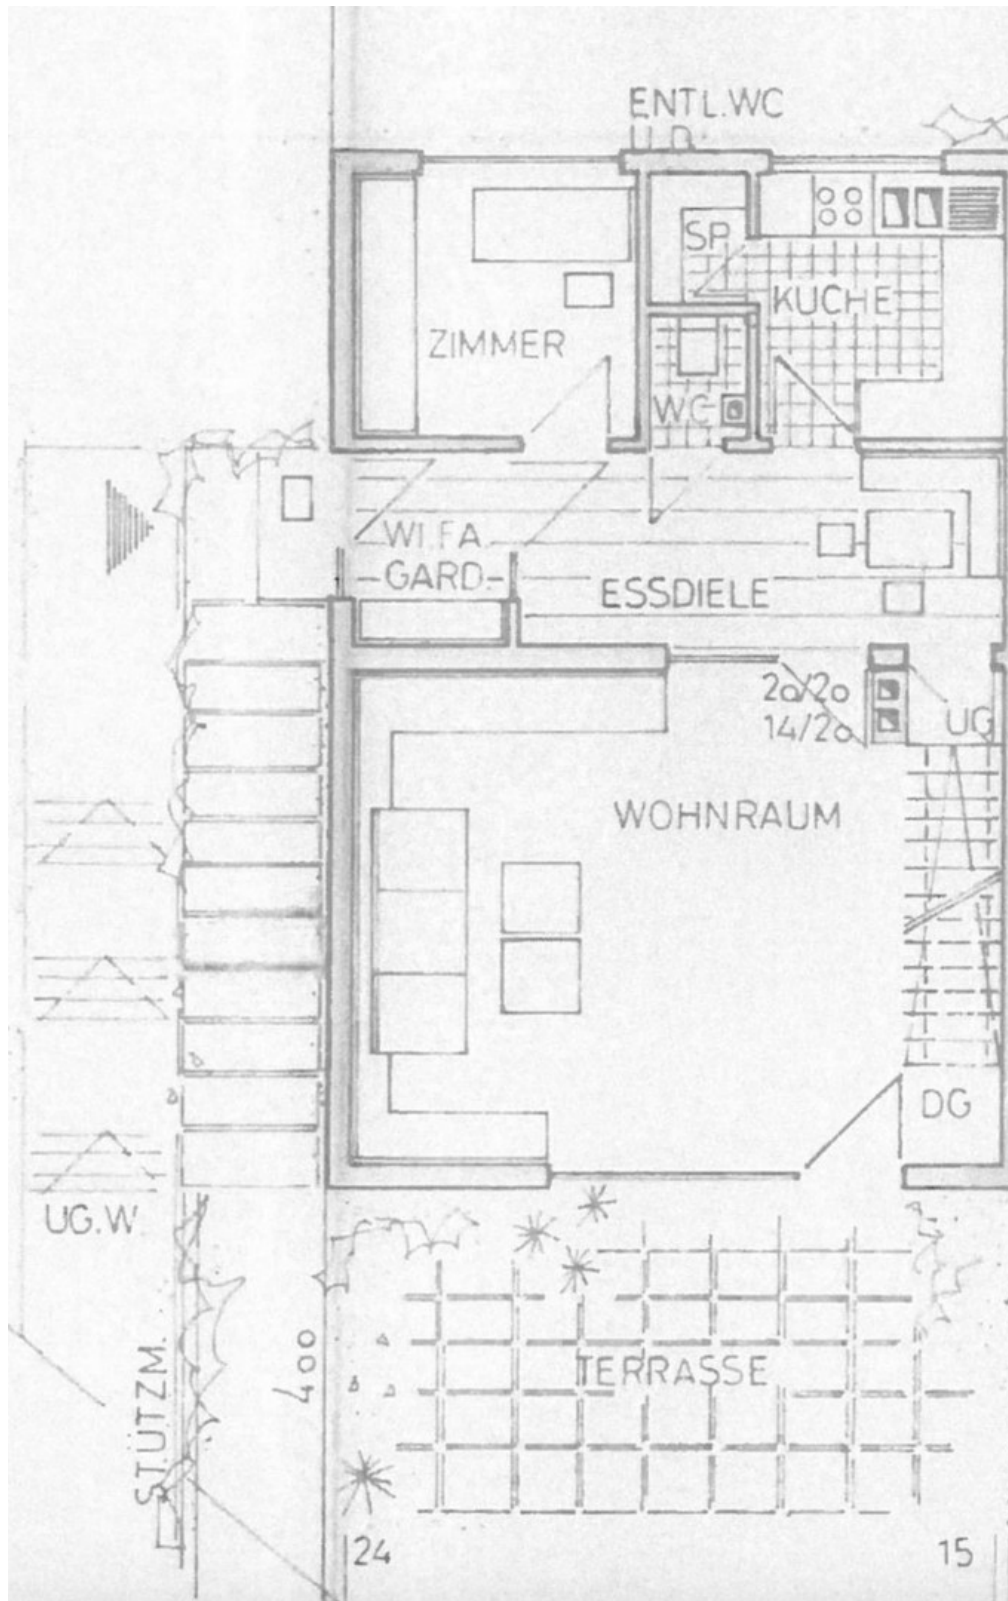 ENTL.WC
SP
KÜCHE
ZIMMER
WC
WI.FA
GARD.
ESSDIELE
20/20
14/20
UG
WOHNRAUM
DG
UG.W
TERRASSE
400
STÜTZM.
24
15